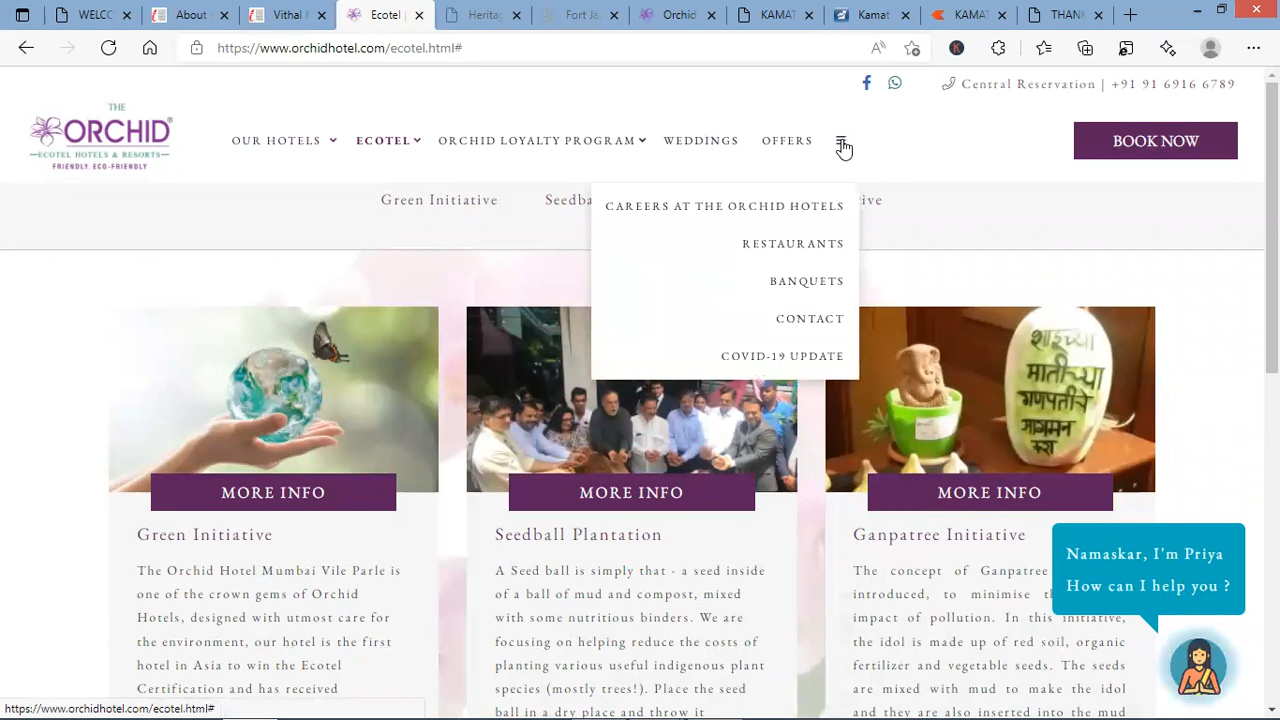 WELCO
About
Vithal
Ecotel
Heritag
Fort Ja
Orchid
KAMAT
Kamat
KAMAT
THANK
https://www.orchidhotel.com/ecotel.html#
Central Reservation | +91 91 6916 6789
THE
ORCHID
ECOTEL HOTELS & RESORTS
FRIENDLY. ECO-FRIENDLY
OUR HOTELS ECOTEL ORCHID LOYALTY PROGRAM WEDDINGS OFFERS
BOOK NOW
Green Initiative Seedba ve
CAREERS AT THE ORCHID HOTELS
RESTAURANTS
BANQUETS
CONTACT
COVID-19 UPDATE
शाडूच्या
मातीच्या
गणपतीचे
आगमन
करा
MORE INFO
Green Initiative
The Orchid Hotel Mumbai Vile Parle is
one of the crown gems of Orchid
Hotels, designed with utmost care for
the environment, our hotel is the first
hotel in Asia to win the Ecotel
Certification and has received
MORE INFO
Seedball Plantation
A Seed ball is simply that - a seed inside
of a ball of mud and compost, mixed
with some nutritious binders. We are
focusing on helping reduce the costs of
planting various useful indigenous plant
species (mostly trees!). Place the seed
ball in a dry place and throw it
MORE INFO
Ganpatree Initiative
The concept of Ganpatree
introduced, to minimise th
impact of pollution. In this initiative,
the idol is made up of red soil, organic
fertilizer and vegetable seeds. The seeds
are mixed with mud to make the idol
and they are also inserted into the mud
Namaskar, I'm Priya
How can I help you ?
https://www.orchidhotel.com/ecotel.html#